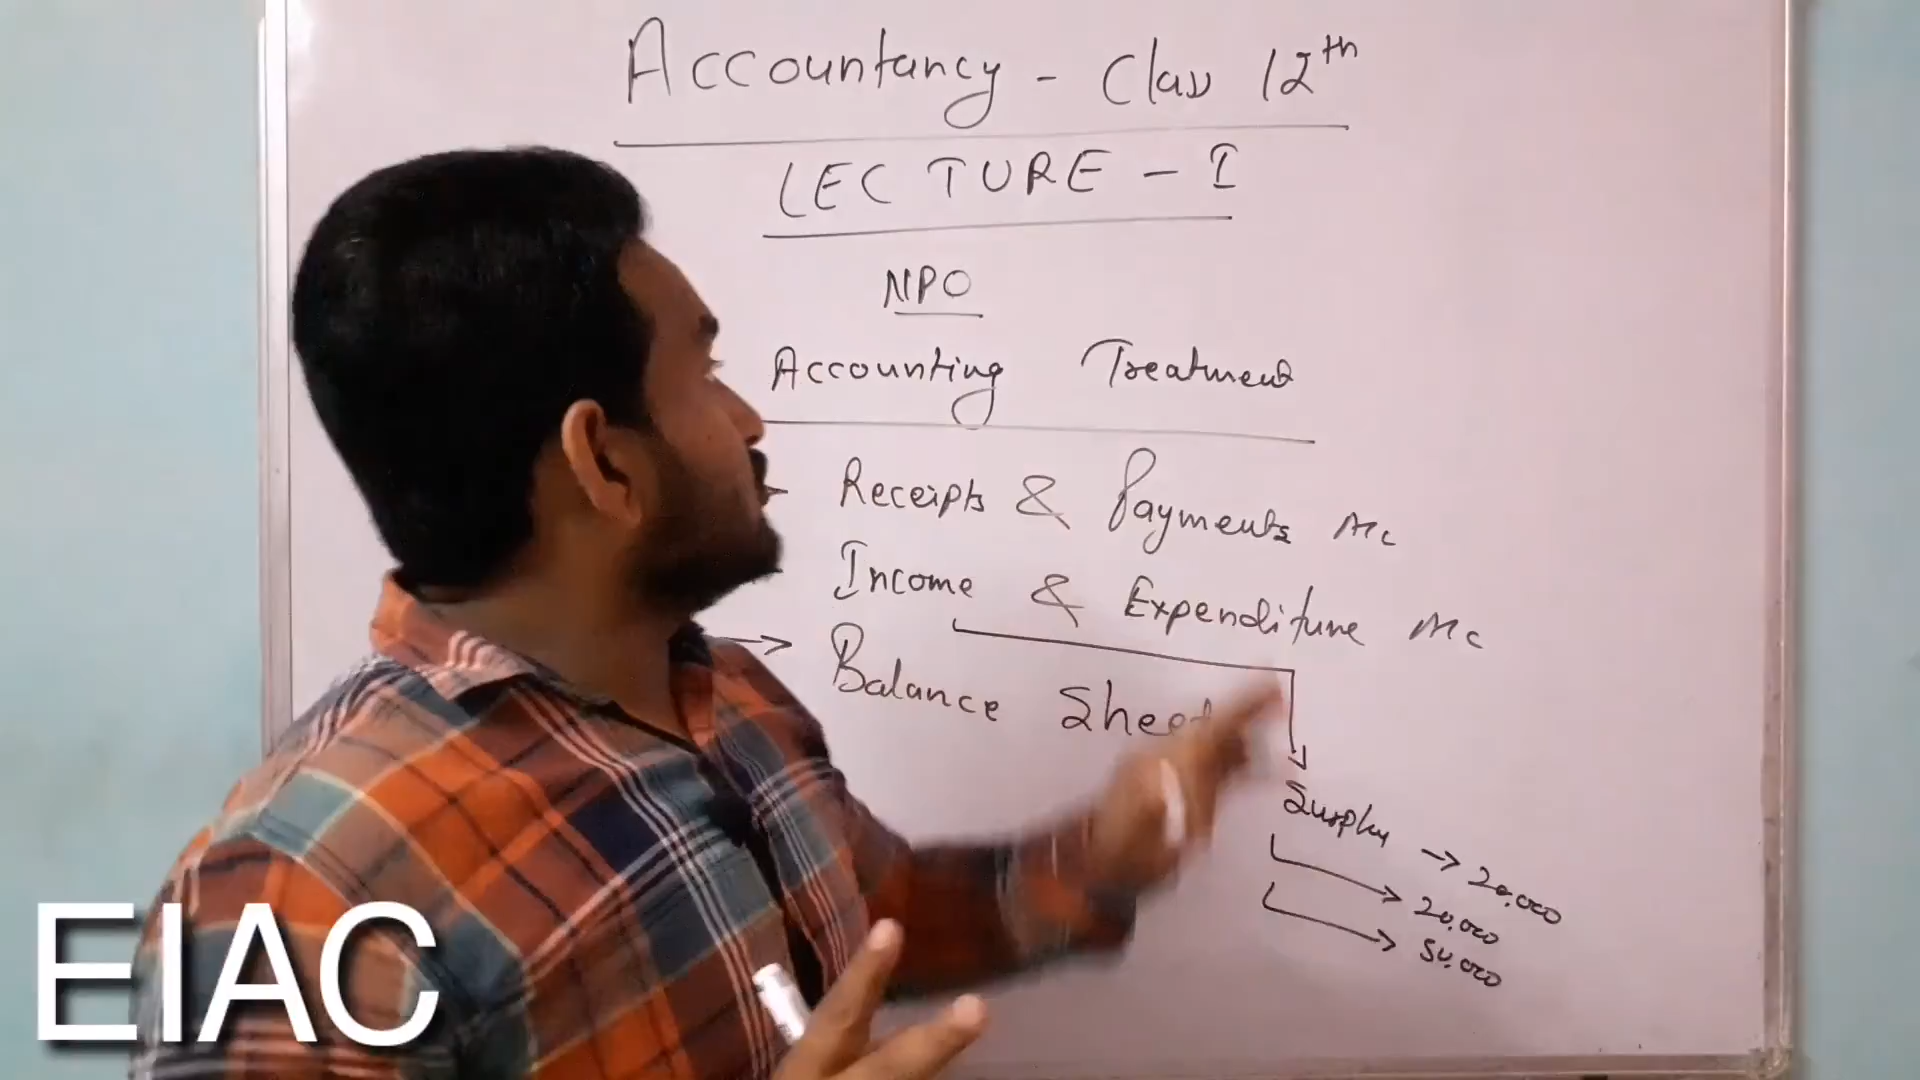 Accountancy - Class 12th
LECTURE - I
NPO
Accounting Treatment
Receipts & Payments A/c
Income & Expenditure A/c
→ Balance Sheet
Surplus → 20,000
→ 20,000
→ 50,000
EIAC